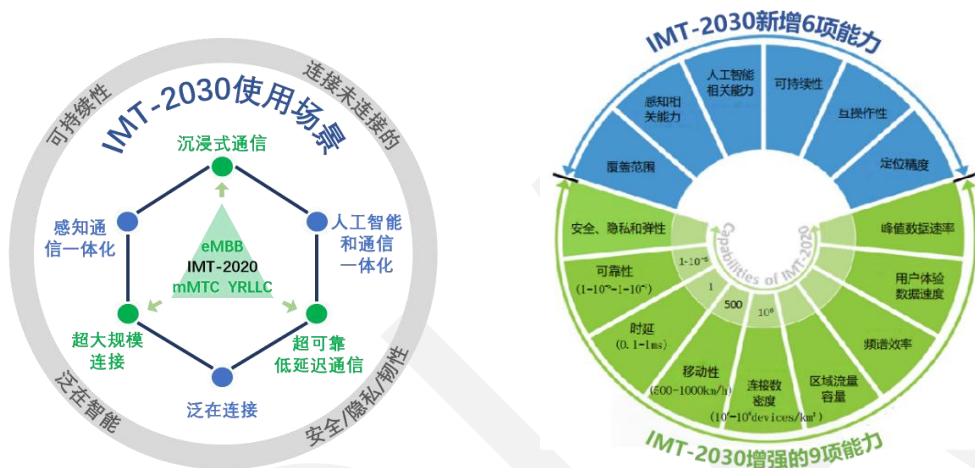 IMT-2030使用场景
可持续性
连接未连接的
泛在智能
安全/隐私/韧性
沉浸式通信
感知通
信一体化
人工智能
和通信
一体化
eMBB
IMT-2020
mMTC YRLLC
超大规模
连接
超可靠
低延迟通信
泛在连接
IMT-2030新增6项能力
覆盖范围
感知相
关能力
人工智能
相关能力
可持续性
互操作性
定位精度
安全、隐私和弹性
可靠性
时延
(0.1-1ms)
移动性
(500-1000km/h)
连接数
密度
区域流量
容量
频谱效率
用户体验
数据速度
峰值数据速率
Capabilities of IMT-2020
1
500
IMT-2030增强的9项能力